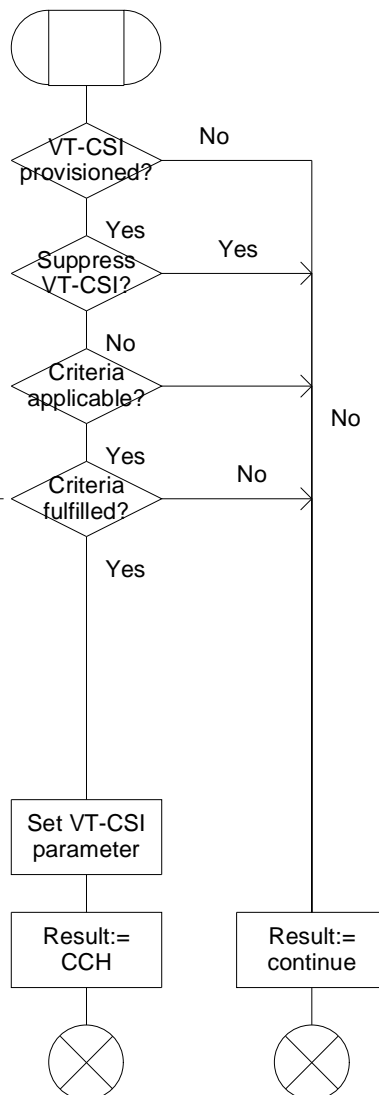 No
VT-CSI
provisioned?
Yes
Suppress
VT-CSI?
Yes
No
Criteria
applicable?
No
Yes
Criteria
fulfilled?
No
Yes
Set VT-CSI
parameter
Result:=
CCH
Result:=
continue